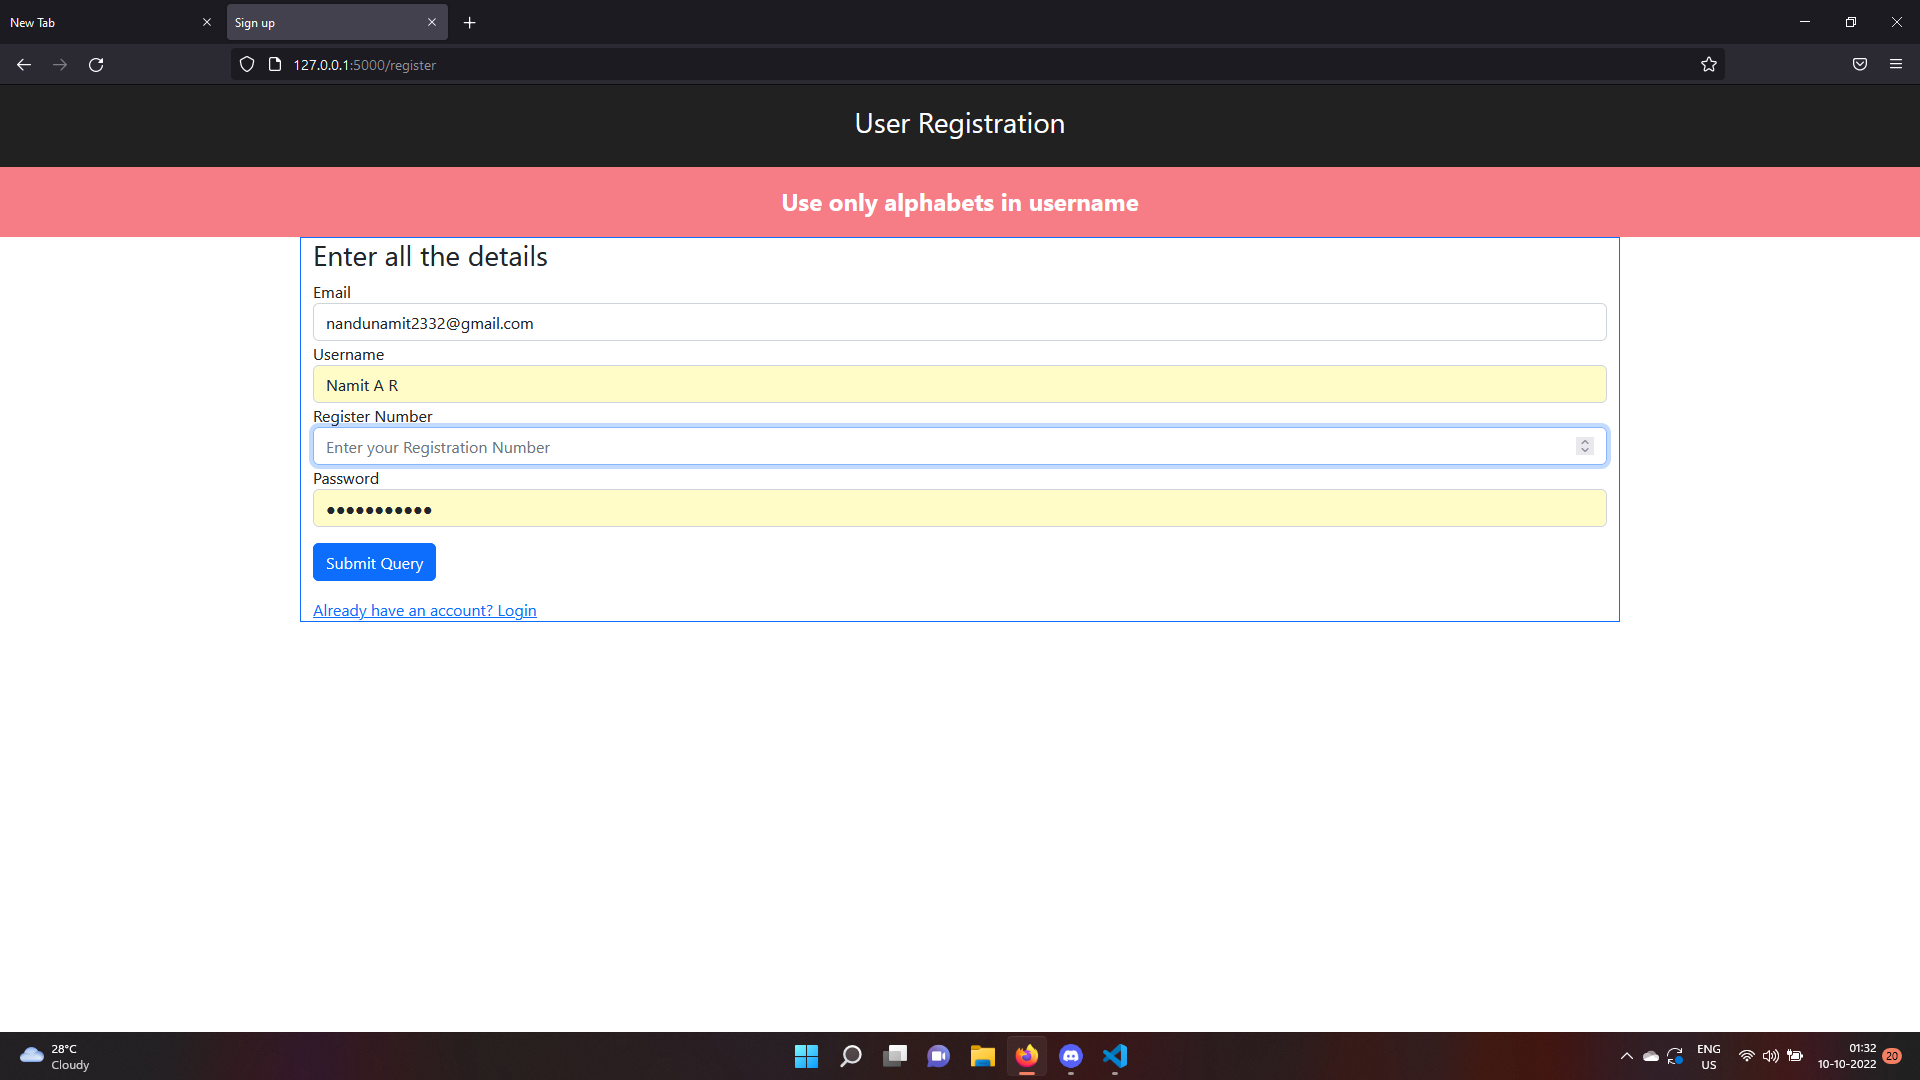 New Tab
Sign up
127.0.0.1:5000/register
User Registration
Use only alphabets in username
Enter all the details
Email
nandunamit2332@gmail.com
Username
Namit A R
Register Number
Enter your Registration Number
Password
Submit Query
Already have an account? Login
28°C
Cloudy
ENG
US
01:32
10-10-2022
20